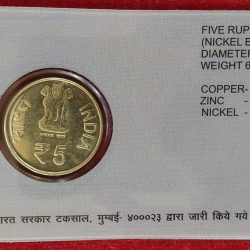 FIVE RUP
(NICKEL B
DIAMETER
WEIGHT 6
COPPER-
ZINC
NICKEL -
भारत
INDIA
₹ 5
ारत सरकार टकसाल, मुम्बई- ४०००२३ द्वारा जारी किये गये